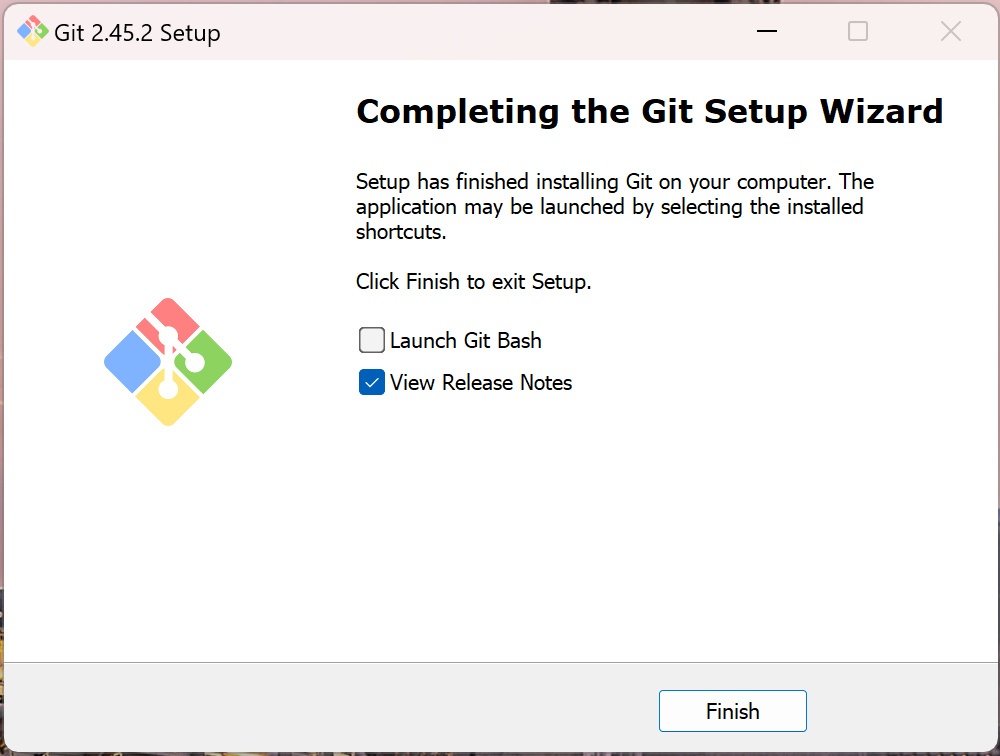 Git 2.45.2 Setup
Completing the Git Setup Wizard
Setup has finished installing Git on your computer. The
application may be launched by selecting the installed
shortcuts.
Click Finish to exit Setup.
Launch Git Bash
View Release Notes
Finish